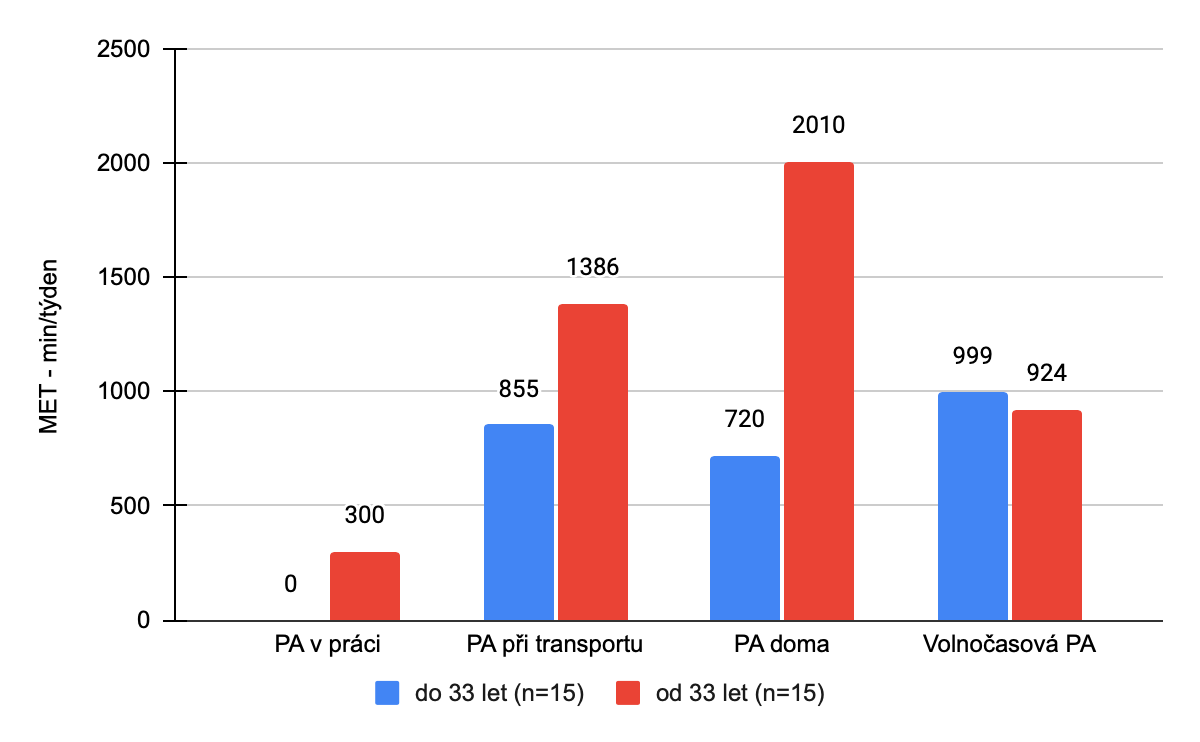 2500
2000
1500
1000
500
0
MET - min/týden
0
300
855
1386
720
2010
999
924
PA v práci
PA při transportu
PA doma
Volnočasová PA
do 33 let (n=15)
od 33 let (n=15)